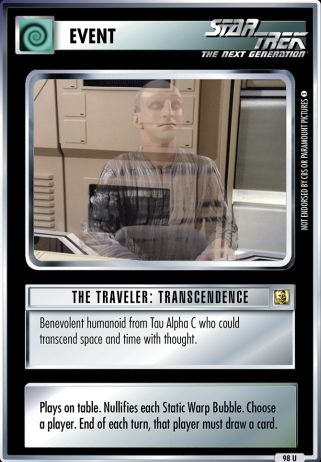 EVENT
STAR TREK
THE NEXT GENERATION
NOT ENDORSED BY CBS OR PARAMOUNT PICTURES
THE TRAVELER: TRANSCENDENCE
Benevolent humanoid from Tau Alpha C who could
transcend space and time with thought.
Plays on table. Nullifies each Static Warp Bubble. Choose
a player. End of each turn, that player must draw a card.
98 U